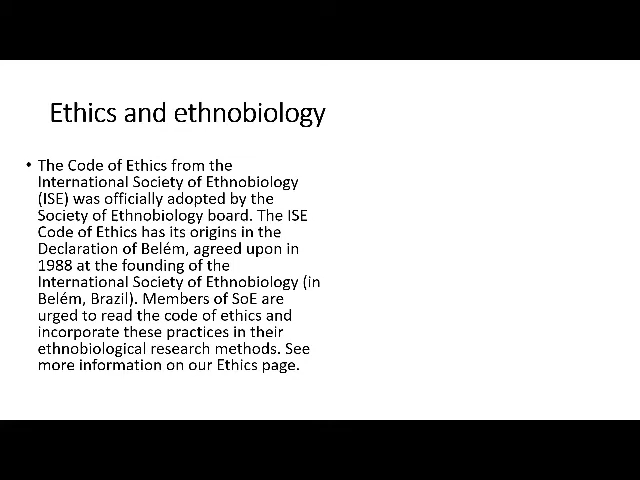 Ethics and ethnobiology
• The Code of Ethics from the
International Society of Ethnobiology
(ISE) was officially adopted by the
Society of Ethnobiology board. The ISE
Code of Ethics has its origins in the
Declaration of Belém, agreed upon in
1988 at the founding of the
International Society of Ethnobiology (in
Belém, Brazil). Members of SoE are
urged to read the code of ethics and
incorporate these practices in their
ethnobiological research methods. See
more information on our Ethics page.